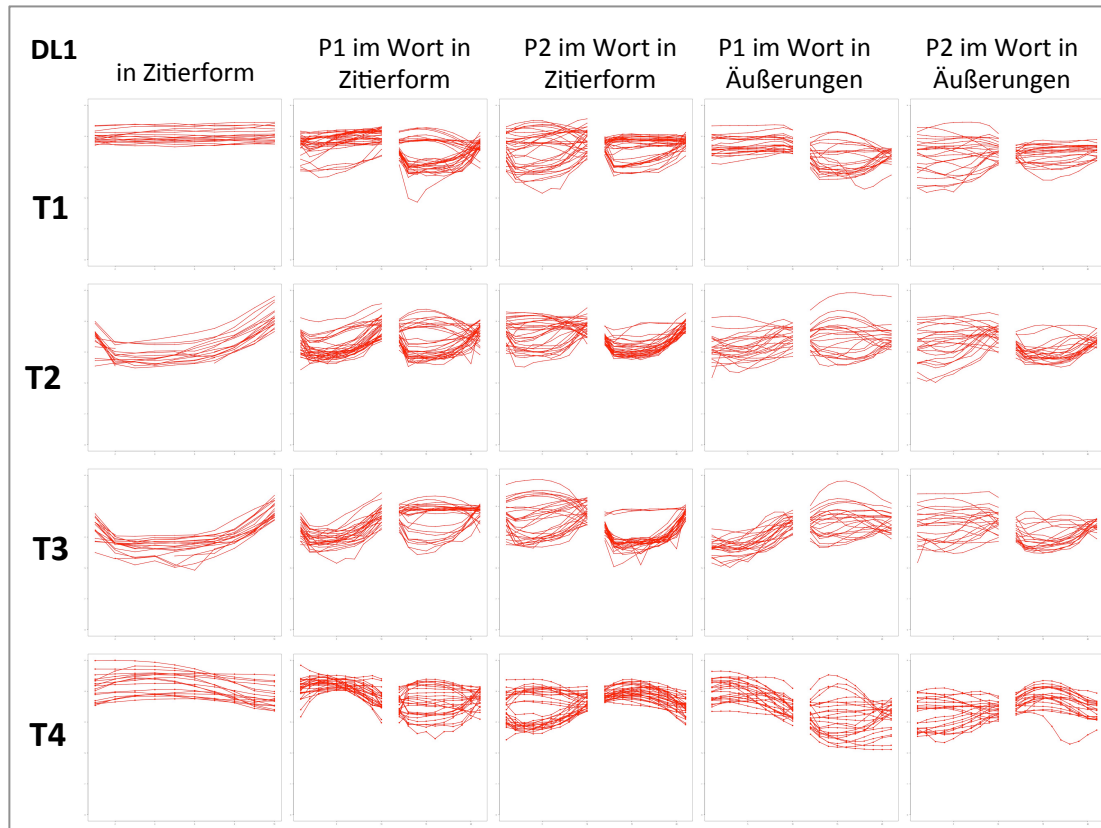 DL1
in Zitierform
P1 im Wort in
Zitierform
P2 im Wort in
Zitierform
P1 im Wort in
Äußerungen
P2 im Wort in
Äußerungen
T1
T2
T3
T4